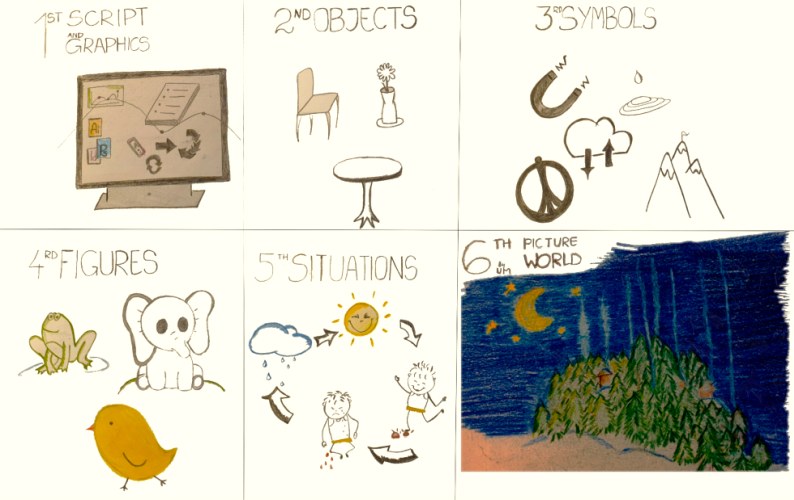 1ST SCRIPT
AND
GRAPHICS
2ND OBJECTS
3RD SYMBOLS
A
B
4RD FIGURES
5TH SITUATIONS
6TH PICTURE
WORLD